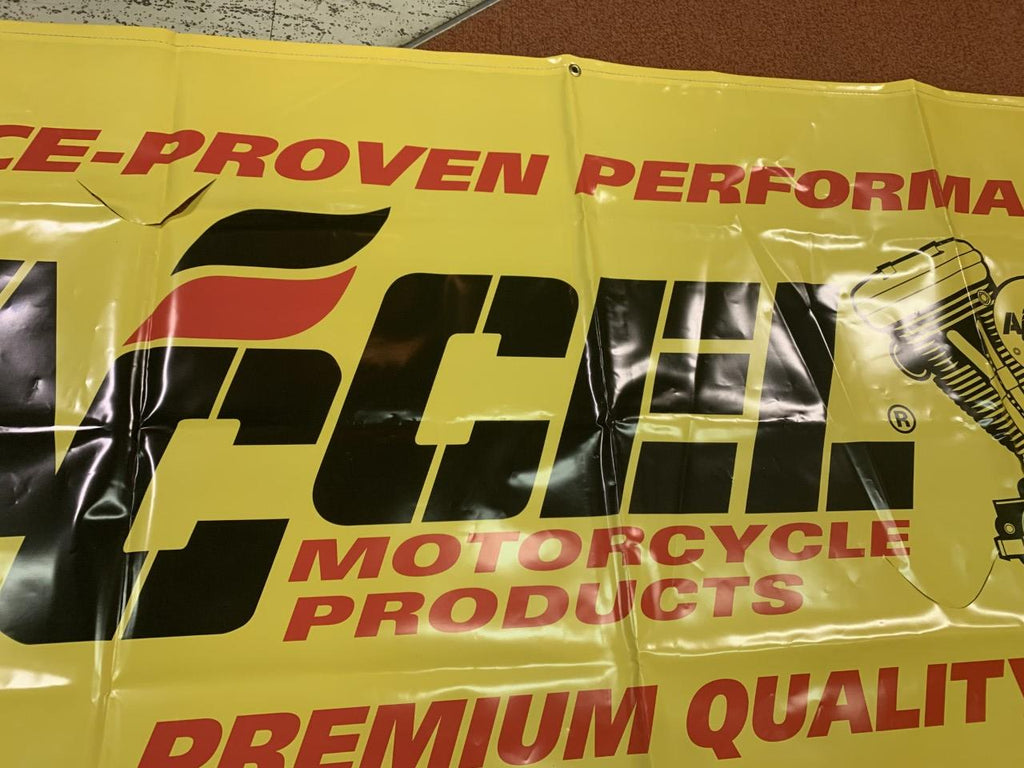 CE-PROVEN PERFORMA
ACCEL ®
A
MOTORCYCLE
PRODUCTS
PREMIUM QUALITY